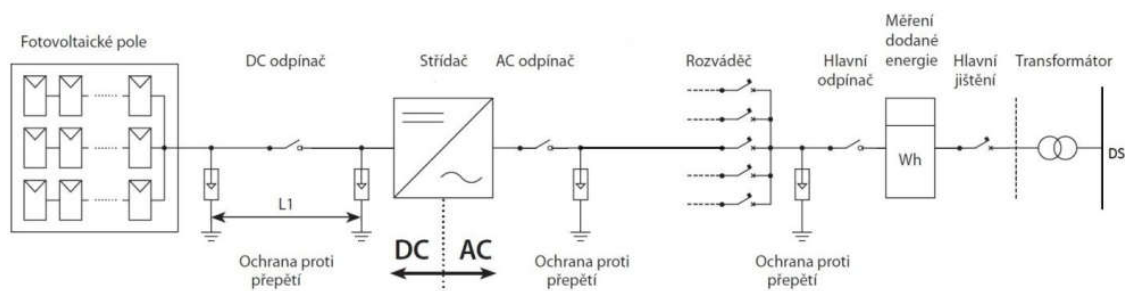 Fotovoltaické pole
DC odpínač
Střídač
AC odpínač
Rozváděč
Hlavní
odpínač
Měření
dodané
energie
Hlavní
jištění
Transformátor
Wh
DS
L1
DC
AC
Ochrana proti
přepětí
Ochrana proti
přepětí
Ochrana proti
přepětí